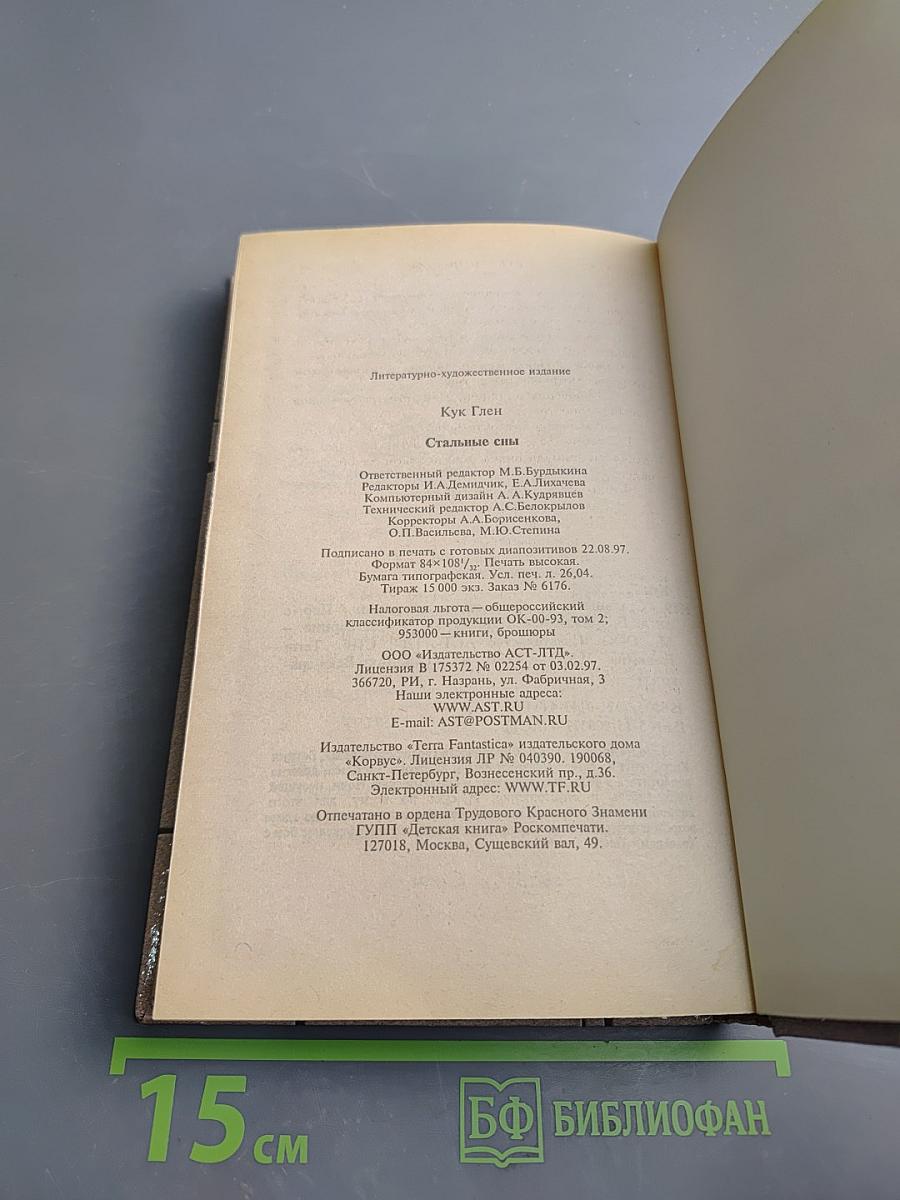 Литературно-художественное издание
Кук Глен
Стальные сны
Ответственный редактор М.Б.Бурдыкина
Редакторы И.А.Демидчик, Е.А.Лихачева
Компьютерный дизайн А. А.Кудрявцев
Технический редактор А.С.Белокрылов
Корректоры А.А.Борисенкова,
О.П.Васильева, М.Ю.Степина
Подписано в печать с готовых диапозитивов 22.08.97.
Формат 84×108¹/₃₂. Печать высокая.
Бумага типографская. Усл. печ. л. 26,04.
Тираж 15 000 экз. Заказ № 6176.
Налоговая льгота — общероссийский
классификатор продукции ОК-00-93, том 2;
953000 — книги, брошюры
ООО «Издательство АСТ-ЛТД».
Лицензия В 175372 № 02254 от 03.02.97.
366720, РИ, г. Назрань, ул. Фабричная, 3
Наши электронные адреса:
WWW.AST.RU
E-mail: AST@POSTMAN.RU
Издательство «Terra Fantastica» издательского дома
«Корвус». Лицензия ЛР № 040390. 190068,
Санкт-Петербург, Вознесенский пр., д.36.
Электронный адрес: WWW.TF.RU
Отпечатано в ордена Трудового Красного Знамени
ГУПП «Детская книга» Роскомпечати.
127018, Москва, Сущевский вал, 49.
15 см
БФ БИБЛИОФАН